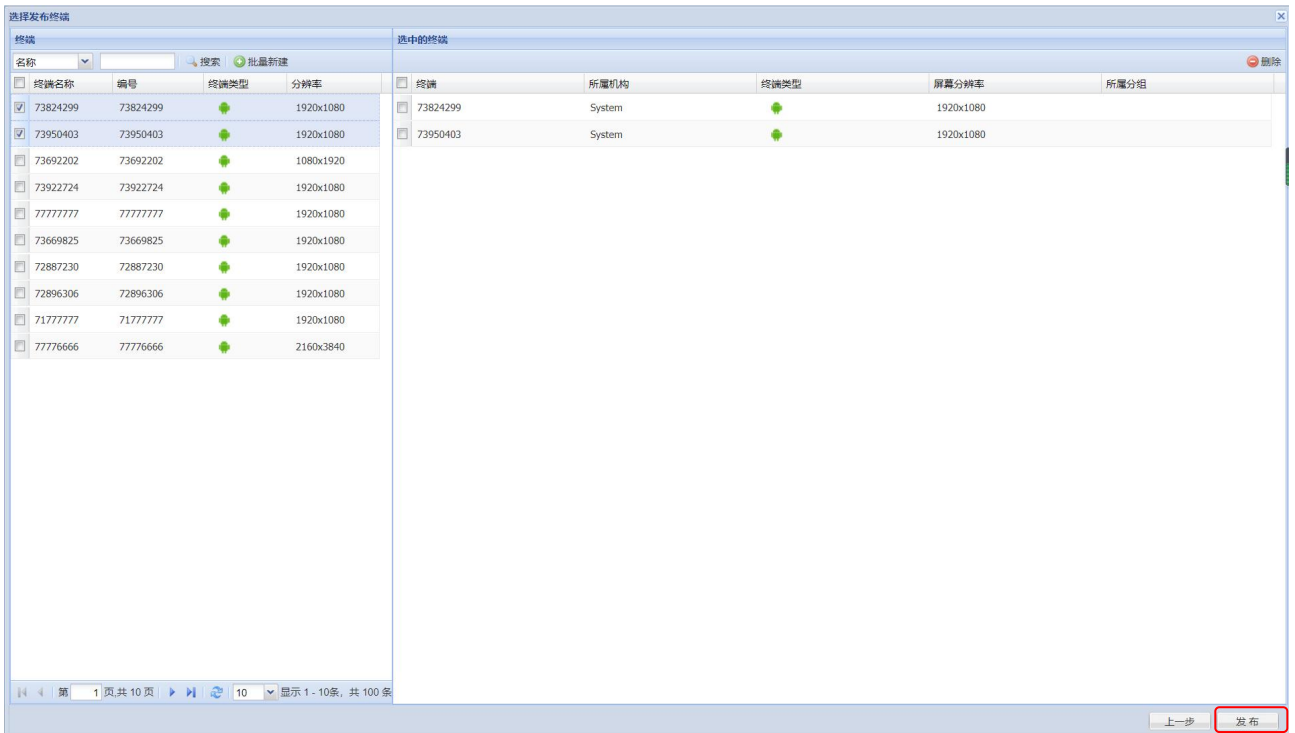 选择发布终端
终端
选中的终端
名称 搜索 批量新建
删除
终端名称 编号 终端类型 分辨率
终端 所属机构 终端类型 屏幕分辨率 所属分组
73824299 73824299 1920x1080
73824299 System 1920x1080
73950403 73950403 1920x1080
73950403 System 1920x1080
73692202 73692202 1080x1920
73922724 73922724 1920x1080
77777777 77777777 1920x1080
73669825 73669825 1920x1080
72887230 72887230 1920x1080
72896306 72896306 1920x1080
71777777 71777777 1920x1080
77776666 77776666 2160x3840
第 1 页,共 10 页 10 显示 1 - 10条，共 100 条
上一步 发布